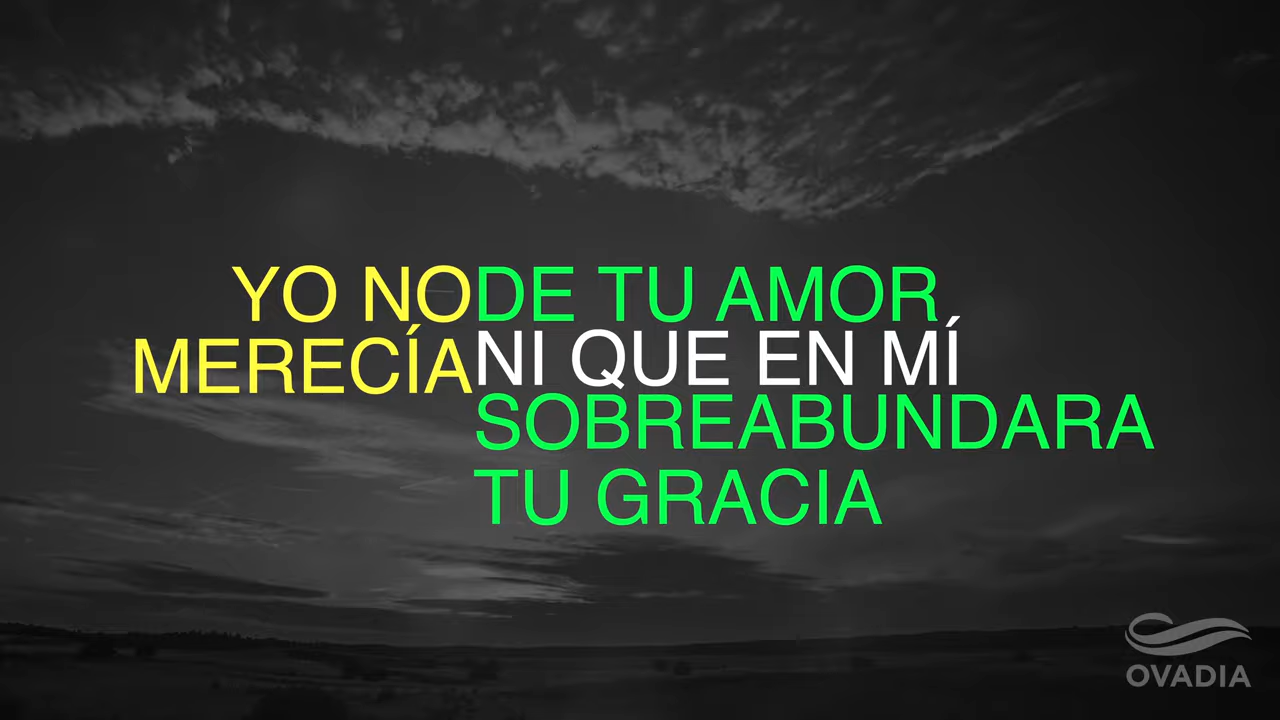 YO NO
MERECÍA
DE TU AMOR
NI QUE EN MÍ
SOBREABUNDARA
TU GRACIA
OVADIA